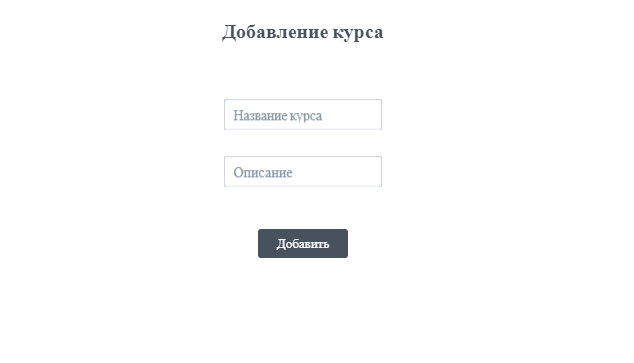 Добавление курса
Название курса
Описание
Добавить